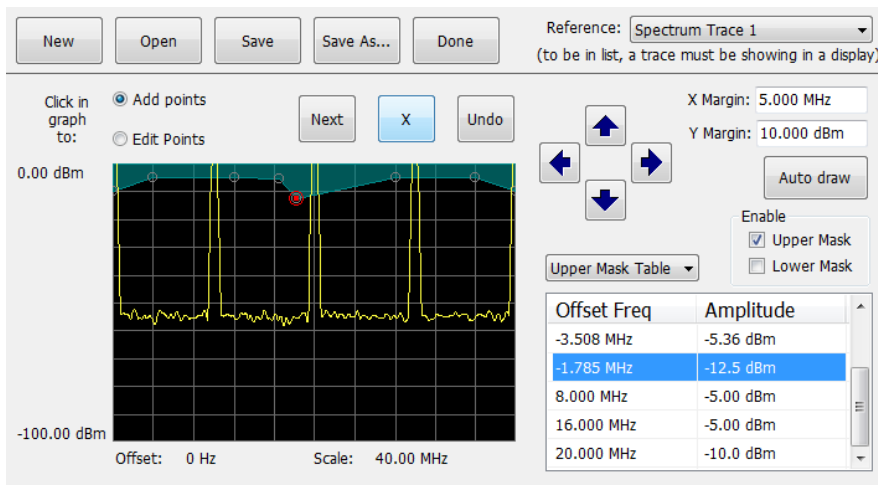 New Open Save Save As... Done
Reference: Spectrum Trace 1
(to be in list, a trace must be showing in a display)
Click in graph to:
Add points
Edit Points
Next X Undo
X Margin: 5.000 MHz
Y Margin: 10.000 dBm
Auto draw
Enable
Upper Mask
Lower Mask
0.00 dBm
-100.00 dBm
Offset: 0 Hz Scale: 40.00 MHz
Upper Mask Table
Offset Freq Amplitude
-3.508 MHz -5.36 dBm
-1.785 MHz -12.5 dBm
8.000 MHz -5.00 dBm
16.000 MHz -5.00 dBm
20.000 MHz -10.0 dBm